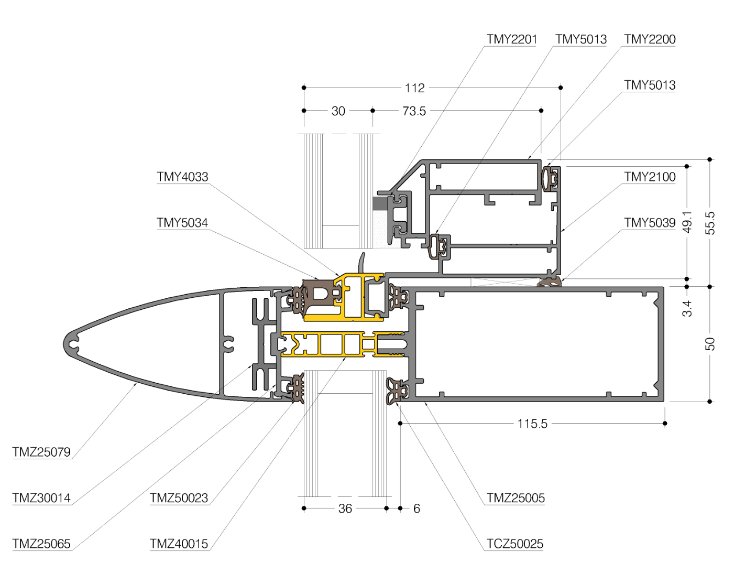 TMY2201 TMY5013 TMY2200
112
TMY5013
30 73.5
TMY4033
TMY2100
TMY5034
TMY5039
49.1
55.5
3.4
50
115.5
TMZ25079
TMZ30014 TMZ50023 TMZ25005
36 6
TMZ25065 TMZ40015 TCZ50025